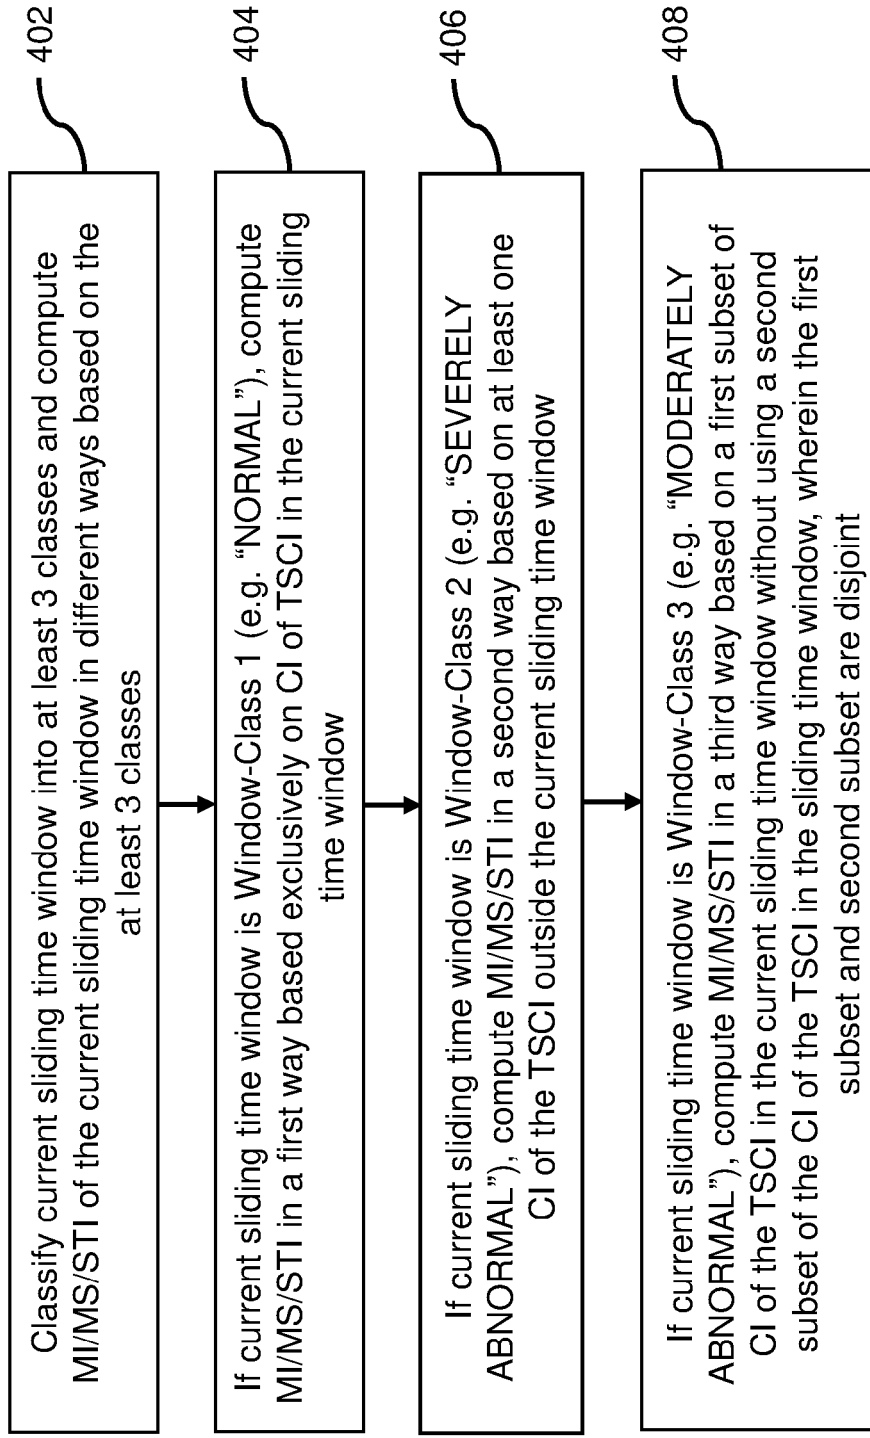 402
Classify current sliding time window into at least 3 classes and compute
MI/MS/STI of the current sliding time window in different ways based on the
at least 3 classes
404
If current sliding time window is Window-Class 1 (e.g. “NORMAL”), compute
MI/MS/STI in a first way based exclusively on CI of TSCI in the current sliding
time window
406
If current sliding time window is Window-Class 2 (e.g. “SEVERELY
ABNORMAL”), compute MI/MS/STI in a second way based on at least one
CI of the TSCI outside the current sliding time window
408
If current sliding time window is Window-Class 3 (e.g. “MODERATELY
ABNORMAL”), compute MI/MS/STI in a third way based on a first subset of
CI of the TSCI in the current sliding time window without using a second
subset of the CI of the TSCI in the sliding time window, wherein the first
subset and second subset are disjoint